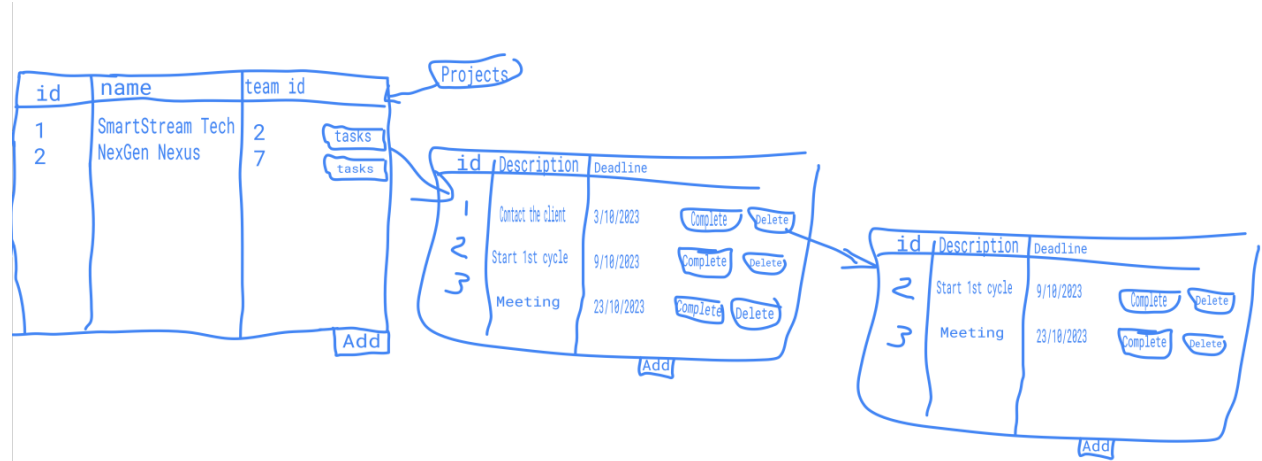 Projects
id name team id
1 SmartStream Tech 2 tasks
2 NexGen Nexus 7 tasks
Add
id Description Deadline
1 Contact the client 3/10/2023 Complete Delete
2 Start 1st cycle 9/10/2023 Complete Delete
3 Meeting 23/10/2023 Complete Delete
Add
id Description Deadline
2 Start 1st cycle 9/10/2023 Complete Delete
3 Meeting 23/10/2023 Complete Delete
Add